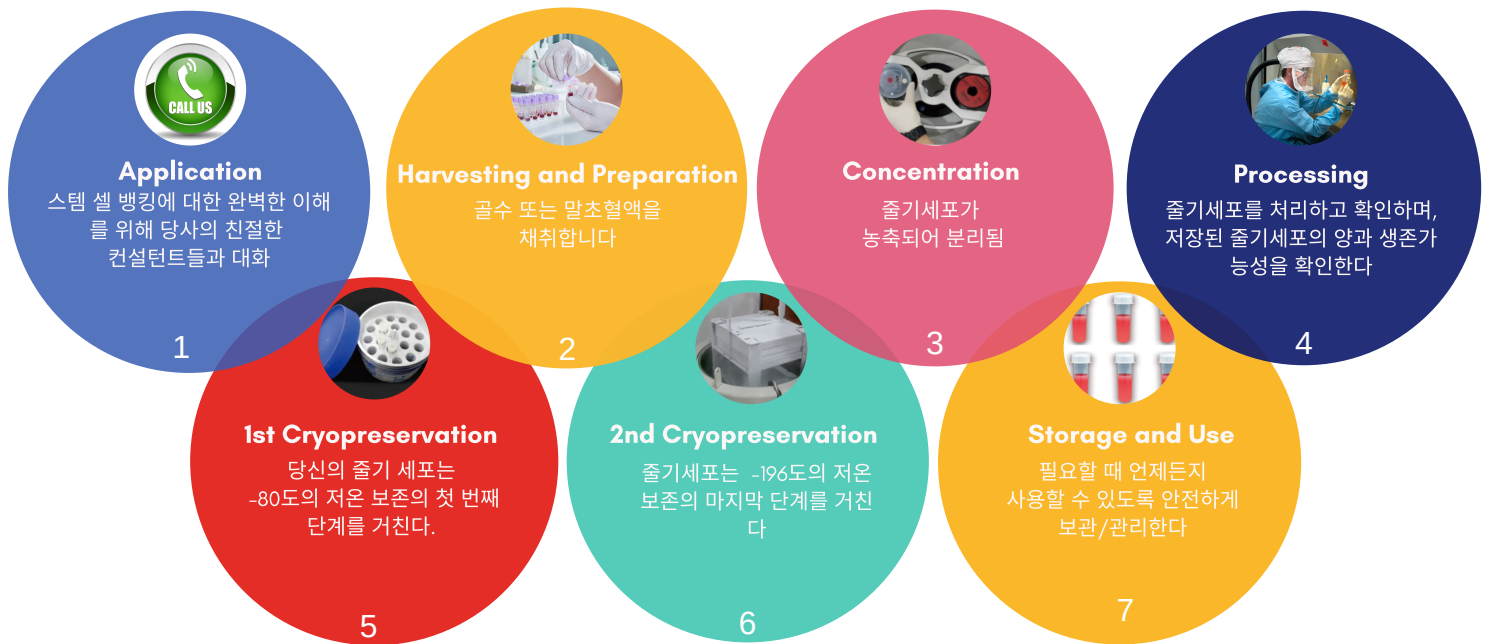 CALL US
Application
스템 셀 뱅킹에 대한 완벽한 이해
를 위해 당사의 친절한
컨설턴트들과 대화
1
Harvesting and Preparation
골수 또는 말초혈액을
채취합니다
2
Concentration
줄기세포가
농축되어 분리됨
3
Processing
줄기세포를 처리하고 확인하며,
저장된 줄기세포의 양과 생존가
능성을 확인한다
4
1st Cryopreservation
당신의 줄기 세포는
-80도의 저온 보존의 첫 번째
단계를 거친다.
5
2nd Cryopreservation
줄기세포는 -196도의 저온
보존의 마지막 단계를 거친
다
6
Storage and Use
필요할 때 언제든지
사용할 수 있도록 안전하게
보관/관리한다
7